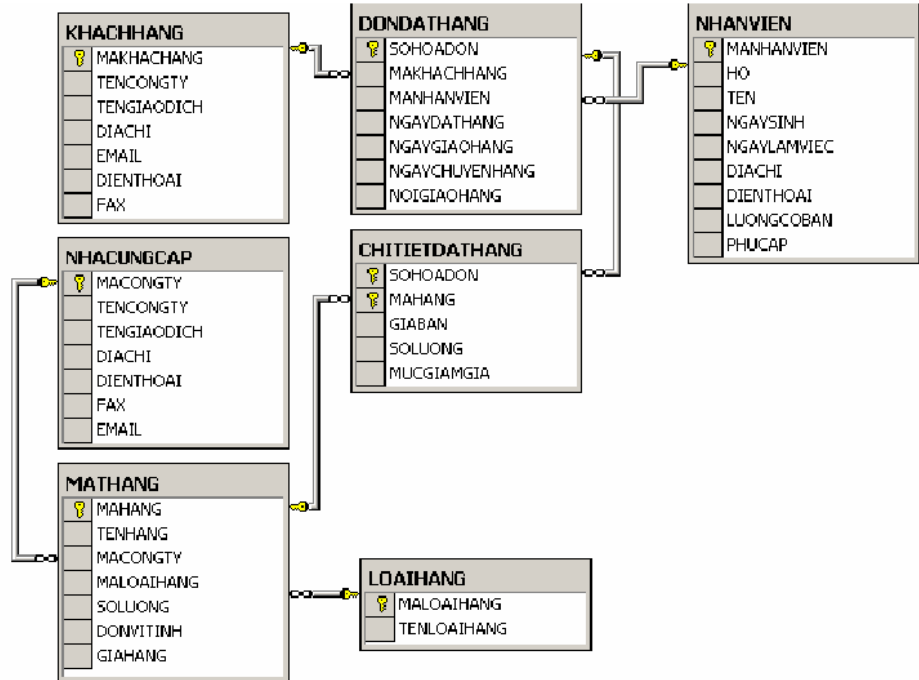 KHACHHANG
MAKHACHANG
TENCONGTY
TENGIAODICH
DIACHI
EMAIL
DIENTHOAI
FAX
DONDATHANG
SOHOADON
MAKHACHHANG
MANHANVIEN
NGAYDATHANG
NGAYGIAOHANG
NGAYCHUYENHANG
NOIGIAOHANG
NHANVIEN
MANHANVIEN
HO
TEN
NGAYSINH
NGAYLAMVIEC
DIACHI
DIENTHOAI
LUONGCOBAN
PHUCAP
NHACUNGCAP
MACONGTY
TENCONGTY
TENGIAODICH
DIACHI
DIENTHOAI
FAX
EMAIL
CHITIETDATHANG
SOHOADON
MAHANG
GIABAN
SOLUONG
MUCGIAMGIA
MATHANG
MAHANG
TENHANG
MACONGTY
MALOAIHANG
SOLUONG
DONVITINH
GIAHANG
LOAIHANG
MALOAIHANG
TENLOAIHANG